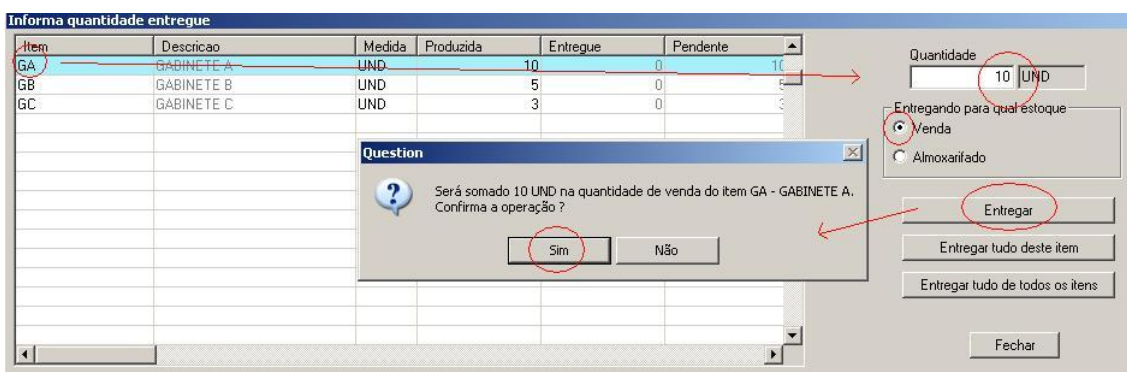 Informa quantidade entregue
Item Descricao Medida Produzida Entregue Pendente
GA GABINETE A UND 10 0 10
GB GABINETE B UND 5 0 5
GC GABINETE C UND 3 0 3
Quantidade
10 UND
Entregando para qual estoque
Venda
Almoxarifado
Question
Será somado 10 UND na quantidade de venda do item GA - GABINETE A.
Confirma a operação ?
Sim Não
Entregar
Entregar tudo deste item
Entregar tudo de todos os itens
Fechar